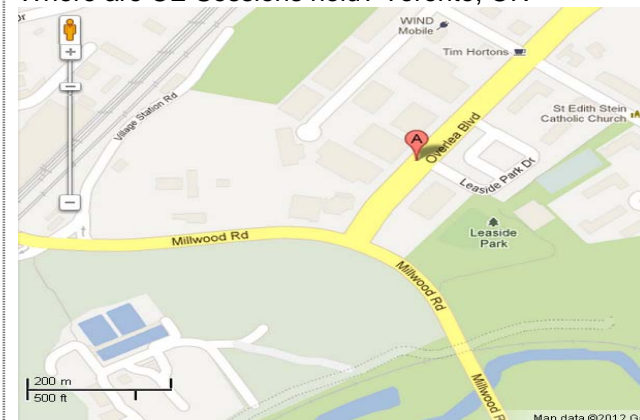 WIND
Mobile
Tim Hortons
Village Station Rd
St Edith Stein
Catholic Church
A
Overlea Blvd
Leaside Park Dr
Millwood Rd
Leaside
Park
Millwood Rd
200 m
500 ft
Millwood R
Map data ©2012 G